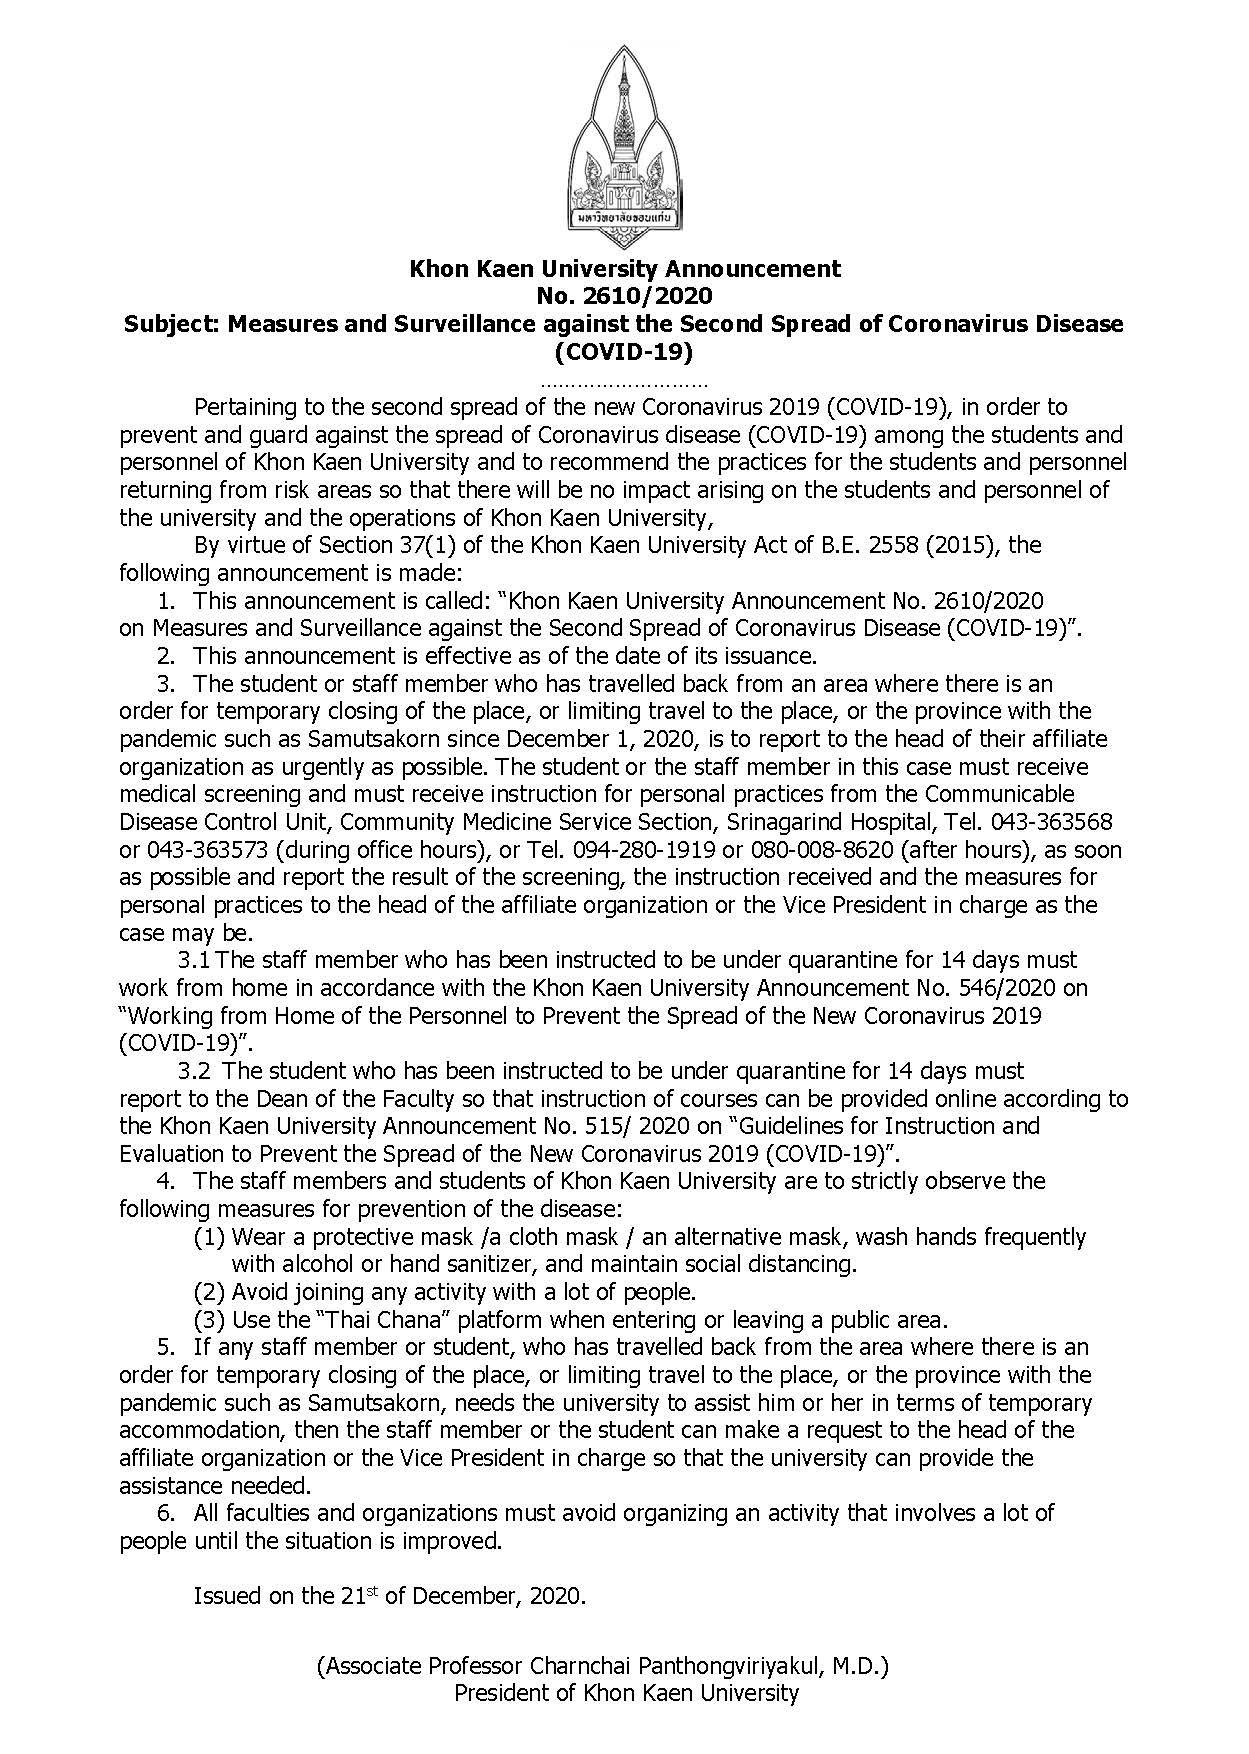 มหาวิทยาลัยขอนแก่น
Khon Kaen University Announcement
No. 2610/2020
Subject: Measures and Surveillance against the Second Spread of Coronavirus Disease
(COVID-19)
………………………
Pertaining to the second spread of the new Coronavirus 2019 (COVID-19), in order to
prevent and guard against the spread of Coronavirus disease (COVID-19) among the students and
personnel of Khon Kaen University and to recommend the practices for the students and personnel
returning from risk areas so that there will be no impact arising on the students and personnel of
the university and the operations of Khon Kaen University,
By virtue of Section 37(1) of the Khon Kaen University Act of B.E. 2558 (2015), the
following announcement is made:
1. This announcement is called: “Khon Kaen University Announcement No. 2610/2020
on Measures and Surveillance against the Second Spread of Coronavirus Disease (COVID-19)”.
2. This announcement is effective as of the date of its issuance.
3. The student or staff member who has travelled back from an area where there is an
order for temporary closing of the place, or limiting travel to the place, or the province with the
pandemic such as Samutsakorn since December 1, 2020, is to report to the head of their affiliate
organization as urgently as possible. The student or the staff member in this case must receive
medical screening and must receive instruction for personal practices from the Communicable
Disease Control Unit, Community Medicine Service Section, Srinagarind Hospital, Tel. 043-363568
or 043-363573 (during office hours), or Tel. 094-280-1919 or 080-008-8620 (after hours), as soon
as possible and report the result of the screening, the instruction received and the measures for
personal practices to the head of the affiliate organization or the Vice President in charge as the
case may be.
3.1 The staff member who has been instructed to be under quarantine for 14 days must
work from home in accordance with the Khon Kaen University Announcement No. 546/2020 on
“Working from Home of the Personnel to Prevent the Spread of the New Coronavirus 2019
(COVID-19)”.
3.2 The student who has been instructed to be under quarantine for 14 days must
report to the Dean of the Faculty so that instruction of courses can be provided online according to
the Khon Kaen University Announcement No. 515/ 2020 on “Guidelines for Instruction and
Evaluation to Prevent the Spread of the New Coronavirus 2019 (COVID-19)”.
4. The staff members and students of Khon Kaen University are to strictly observe the
following measures for prevention of the disease:
(1) Wear a protective mask /a cloth mask / an alternative mask, wash hands frequently
with alcohol or hand sanitizer, and maintain social distancing.
(2) Avoid joining any activity with a lot of people.
(3) Use the “Thai Chana” platform when entering or leaving a public area.
5. If any staff member or student, who has travelled back from the area where there is an
order for temporary closing of the place, or limiting travel to the place, or the province with the
pandemic such as Samutsakorn, needs the university to assist him or her in terms of temporary
accommodation, then the staff member or the student can make a request to the head of the
affiliate organization or the Vice President in charge so that the university can provide the
assistance needed.
6. All faculties and organizations must avoid organizing an activity that involves a lot of
people until the situation is improved.
Issued on the 21st of December, 2020.
(Associate Professor Charnchai Panthongviriyakul, M.D.)
President of Khon Kaen University